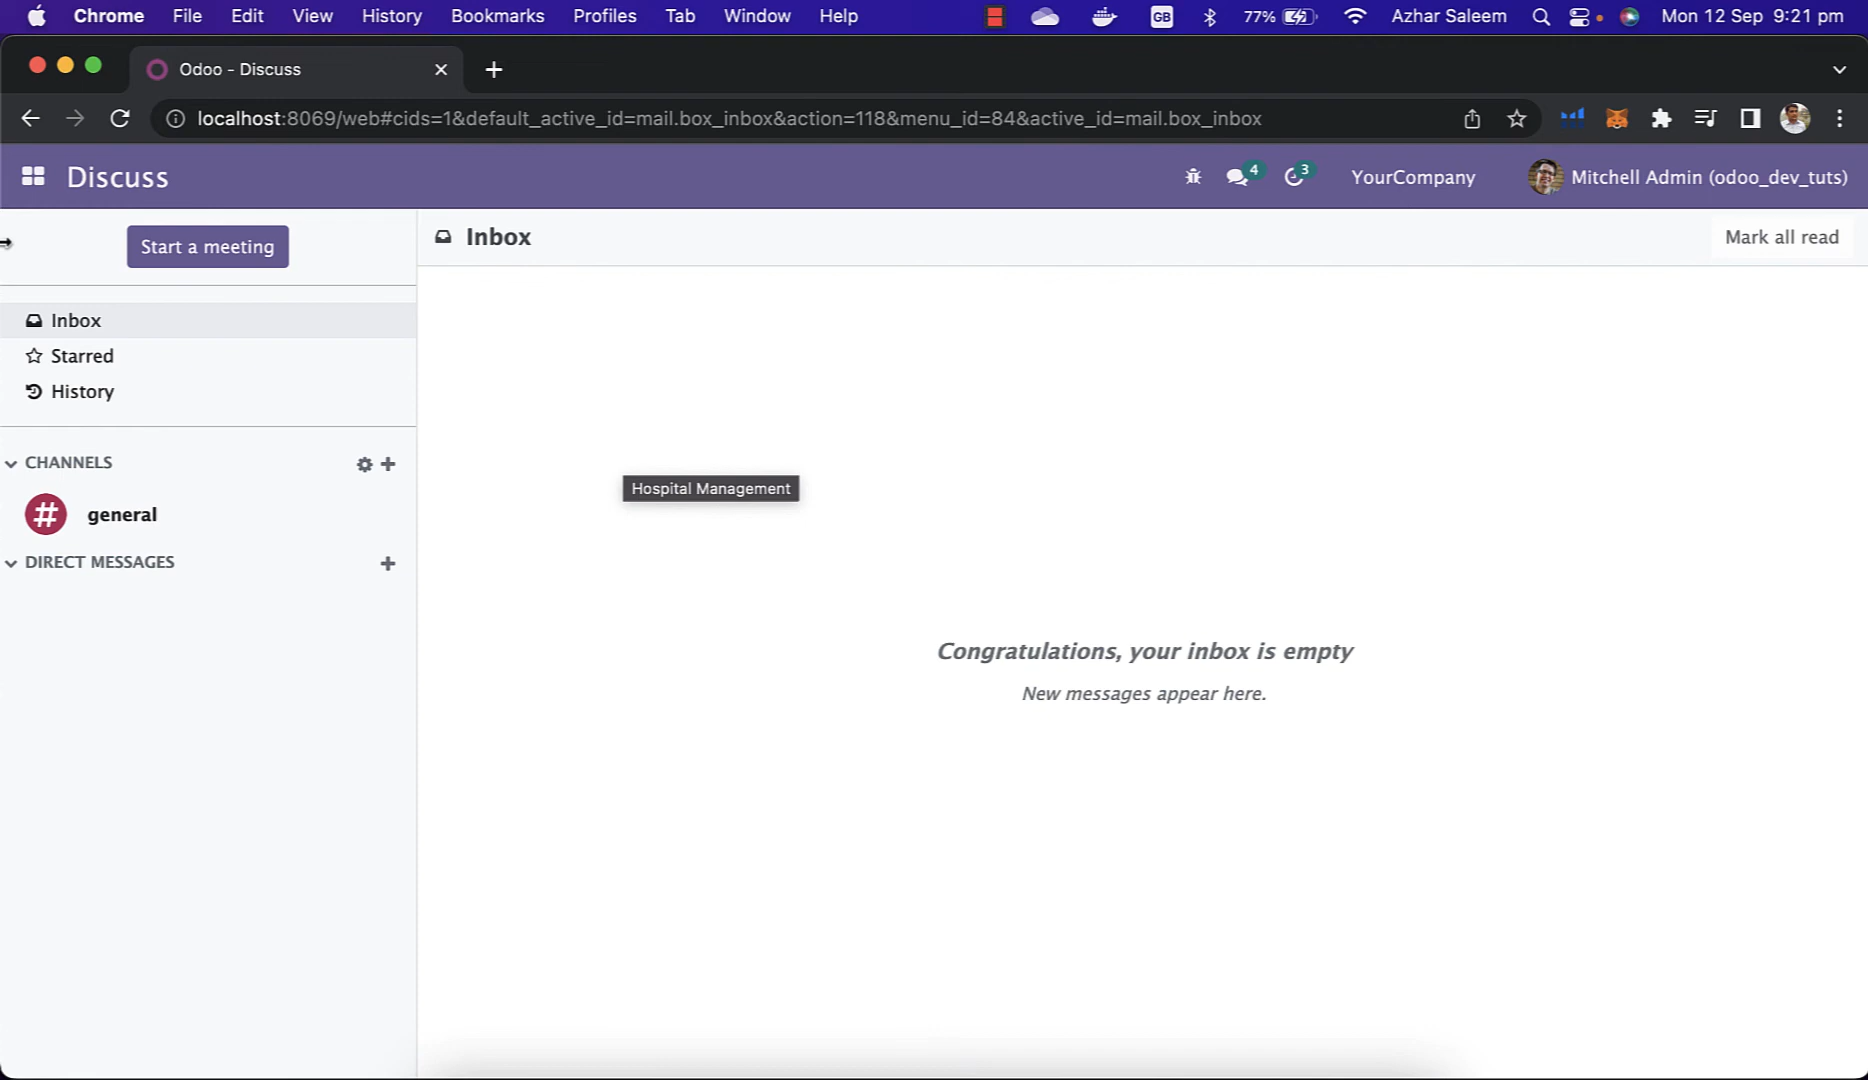 Chrome File Edit View History Bookmarks Profiles Tab Window Help GB 77% Azhar Saleem Mon 12 Sep 9:21 pm
Odoo - Discuss
localhost:8069/web#cids=1&default_active_id=mail.box_inbox&action=118&menu_id=84&active_id=mail.box_inbox
Discuss 4 3 YourCompany Mitchell Admin (odoo_dev_tuts)
Start a meeting
Inbox
Mark all read
Inbox
Starred
History
CHANNELS
general
DIRECT MESSAGES
Hospital Management
Congratulations, your inbox is empty
New messages appear here.